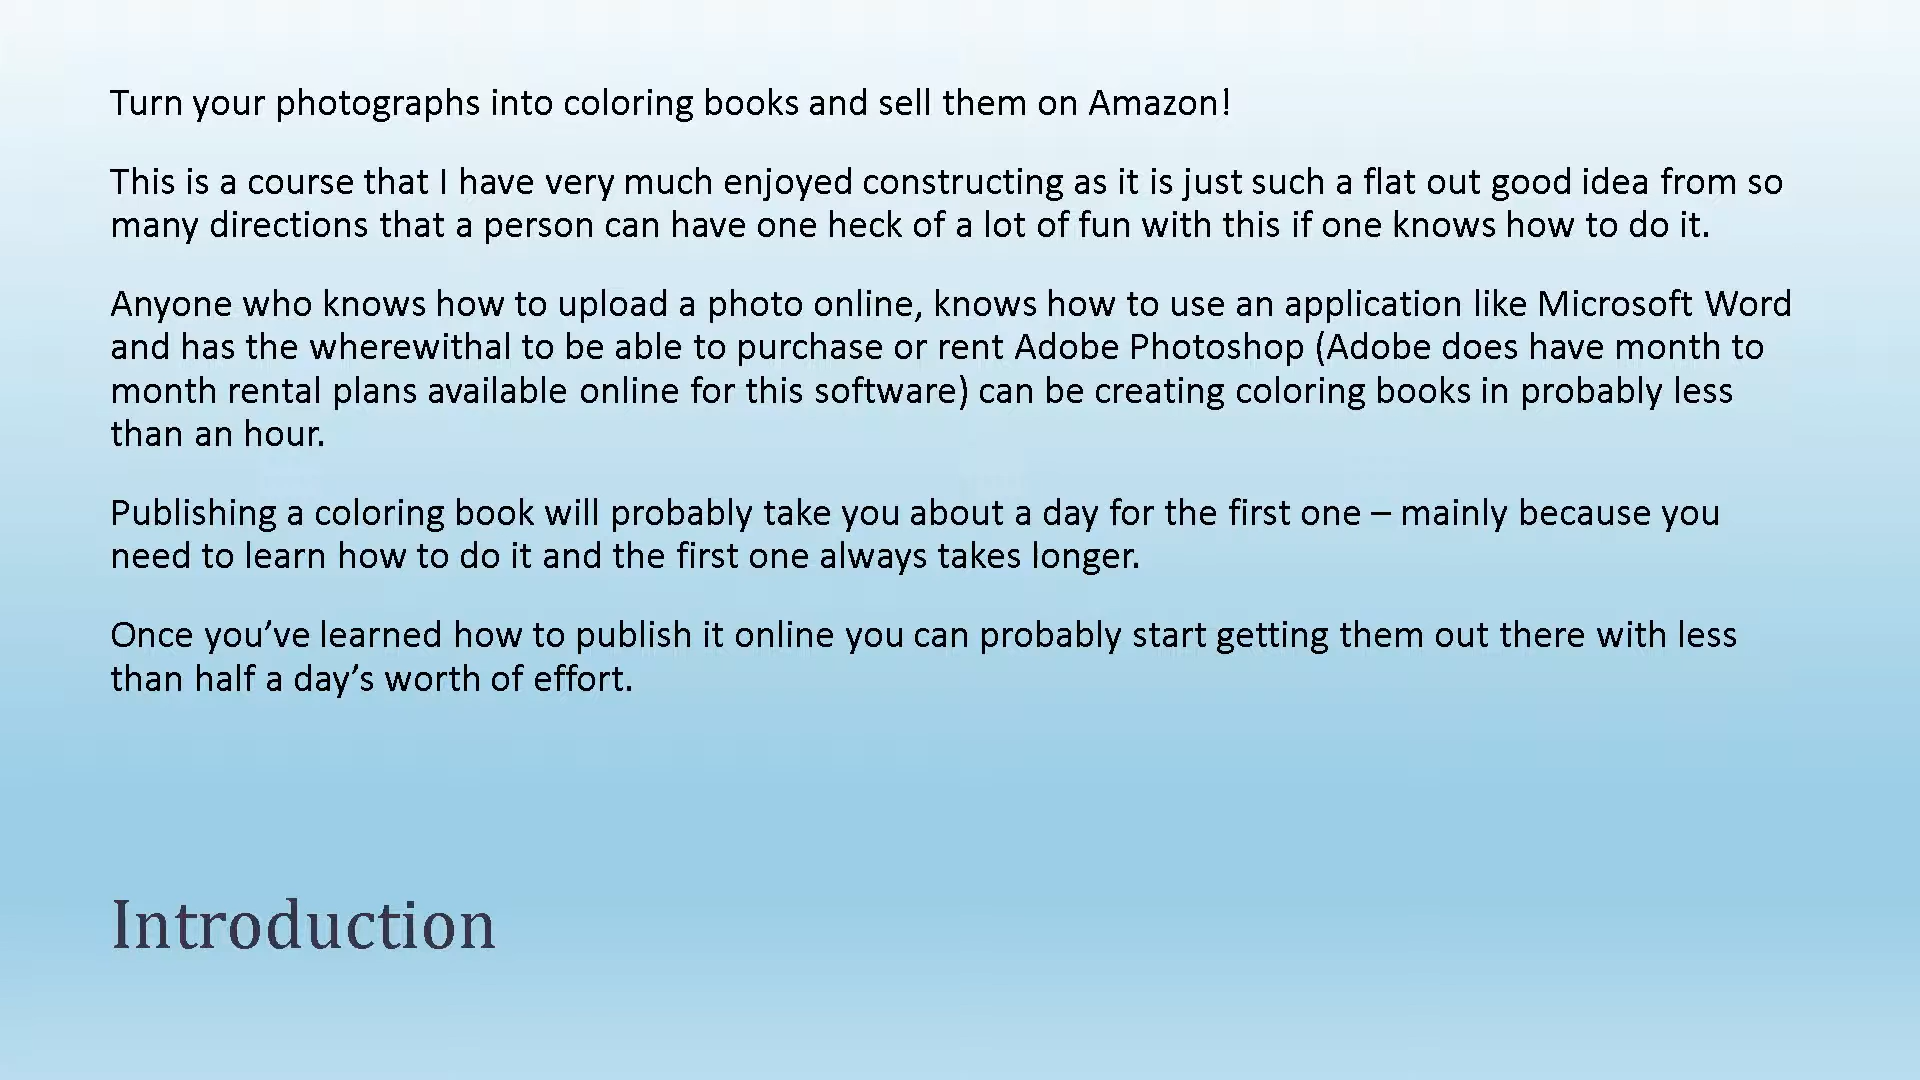 Turn your photographs into coloring books and sell them on Amazon!
This is a course that I have very much enjoyed constructing as it is just such a flat out good idea from so
many directions that a person can have one heck of a lot of fun with this if one knows how to do it.
Anyone who knows how to upload a photo online, knows how to use an application like Microsoft Word
and has the wherewithal to be able to purchase or rent Adobe Photoshop (Adobe does have month to
month rental plans available online for this software) can be creating coloring books in probably less
than an hour.
Publishing a coloring book will probably take you about a day for the first one – mainly because you
need to learn how to do it and the first one always takes longer.
Once you’ve learned how to publish it online you can probably start getting them out there with less
than half a day’s worth of effort.
Introduction